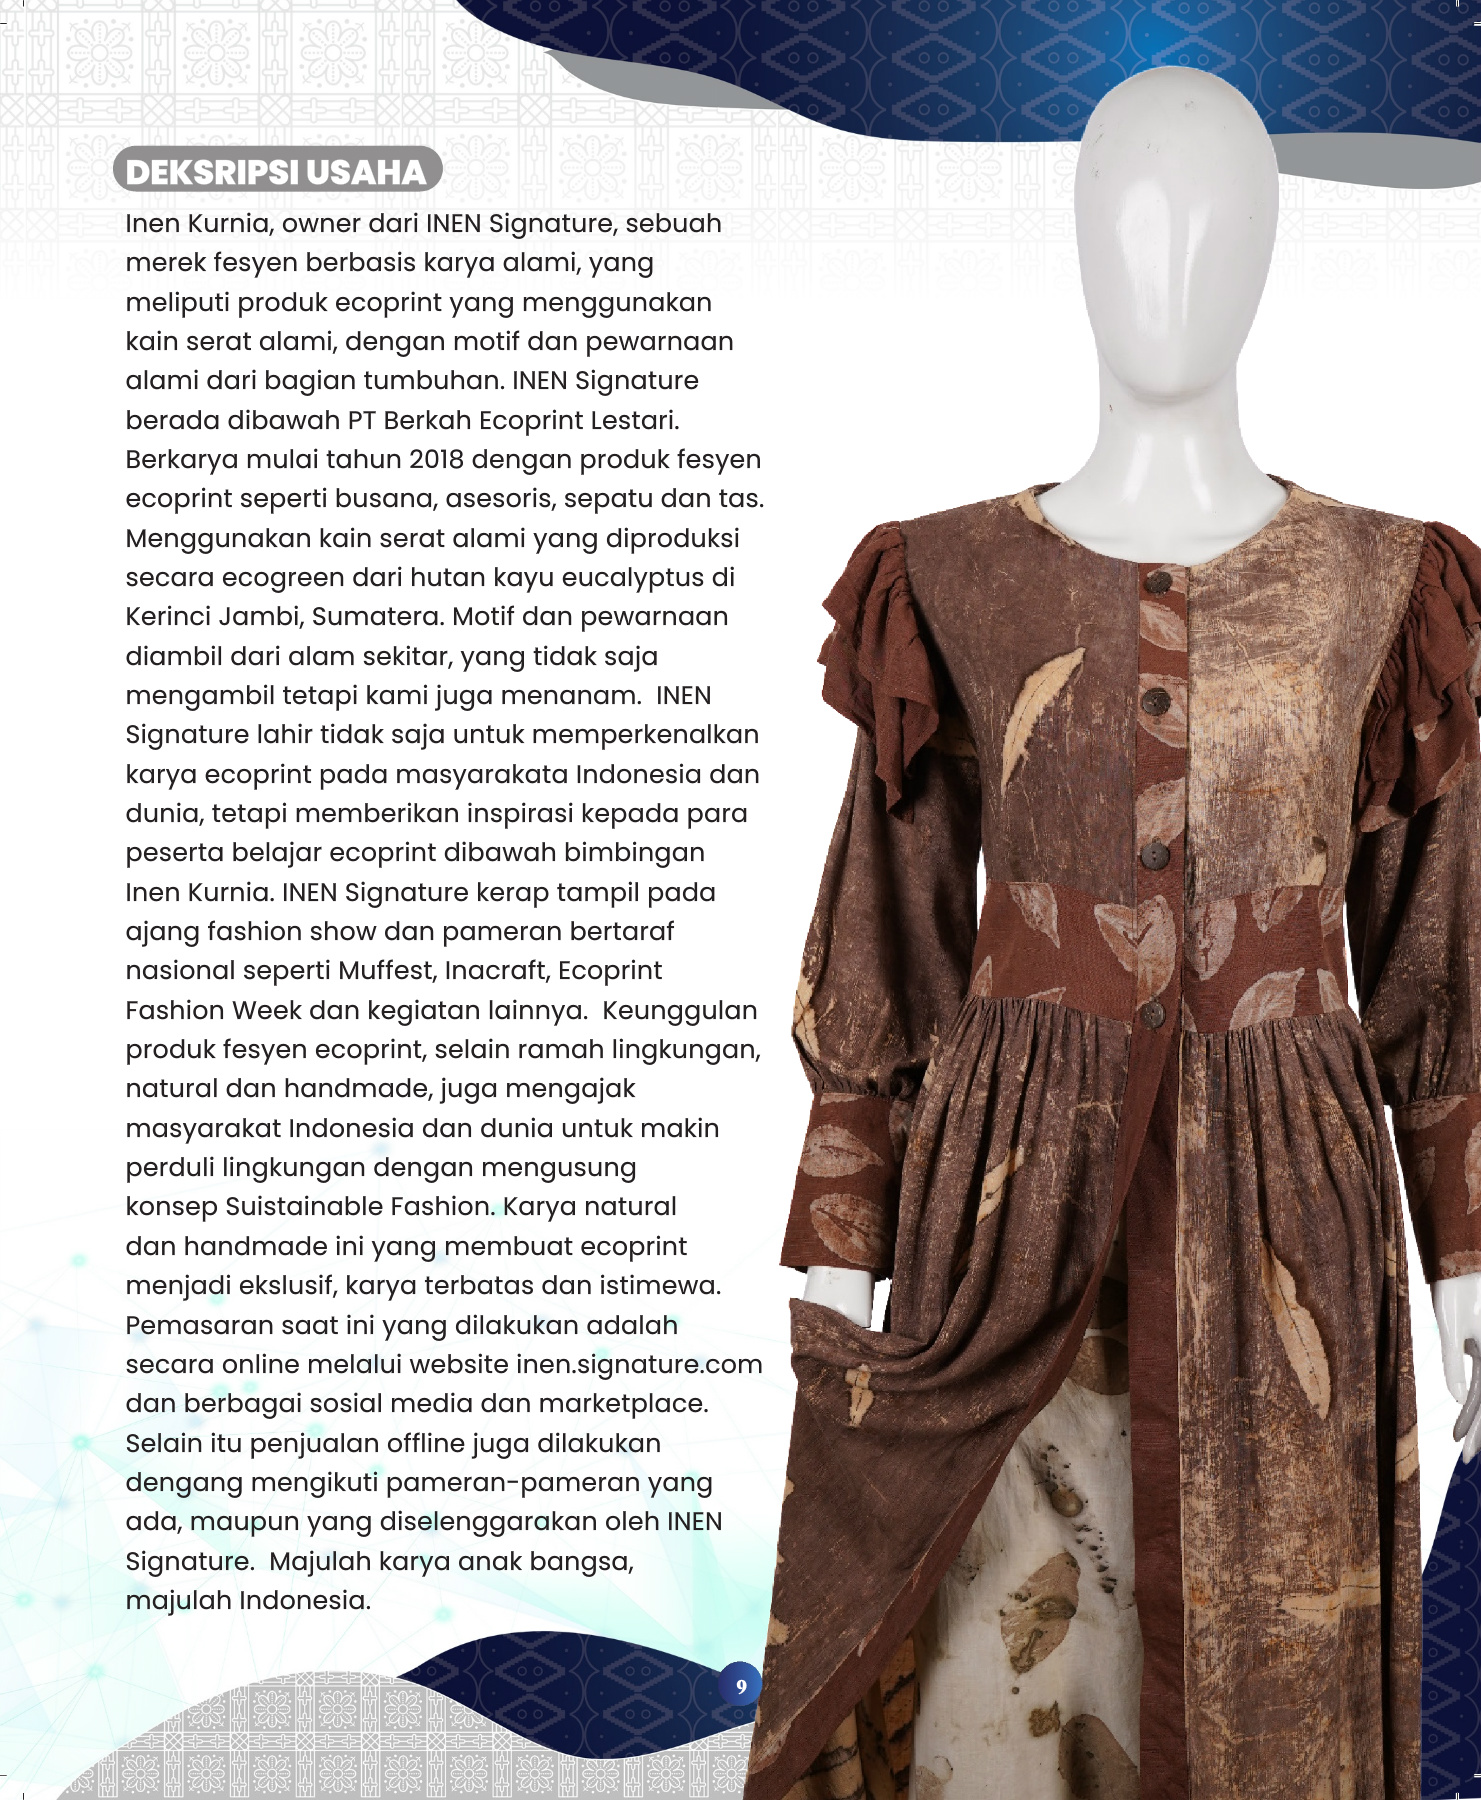 DEKSRIPSI USAHA
Inen Kurnia, owner dari INEN Signature, sebuah
merek fesyen berbasis karya alami, yang
meliputi produk ecoprint yang menggunakan
kain serat alami, dengan motif dan pewarnaan
alami dari bagian tumbuhan. INEN Signature
berada dibawah PT Berkah Ecoprint Lestari.
Berkarya mulai tahun 2018 dengan produk fesyen
ecoprint seperti busana, asesoris, sepatu dan tas.
Menggunakan kain serat alami yang diproduksi
secara ecogreen dari hutan kayu eucalyptus di
Kerinci Jambi, Sumatera. Motif dan pewarnaan
diambil dari alam sekitar, yang tidak saja
mengambil tetapi kami juga menanam.  INEN
Signature lahir tidak saja untuk memperkenalkan
karya ecoprint pada masyarakata Indonesia dan
dunia, tetapi memberikan inspirasi kepada para
peserta belajar ecoprint dibawah bimbingan
Inen Kurnia. INEN Signature kerap tampil pada
ajang fashion show dan pameran bertaraf
nasional seperti Muffest, Inacraft, Ecoprint
Fashion Week dan kegiatan lainnya.  Keunggulan
produk fesyen ecoprint, selain ramah lingkungan,
natural dan handmade, juga mengajak
masyarakat Indonesia dan dunia untuk makin
perduli lingkungan dengan mengusung
konsep Suistainable Fashion. Karya natural
dan handmade ini yang membuat ecoprint
menjadi ekslusif, karya terbatas dan istimewa.
Pemasaran saat ini yang dilakukan adalah
secara online melalui website inen.signature.com
dan berbagai sosial media dan marketplace.
Selain itu penjualan offline juga dilakukan
dengang mengikuti pameran-pameran yang
ada, maupun yang diselenggarakan oleh INEN
Signature.  Majulah karya anak bangsa,
majulah Indonesia.
9